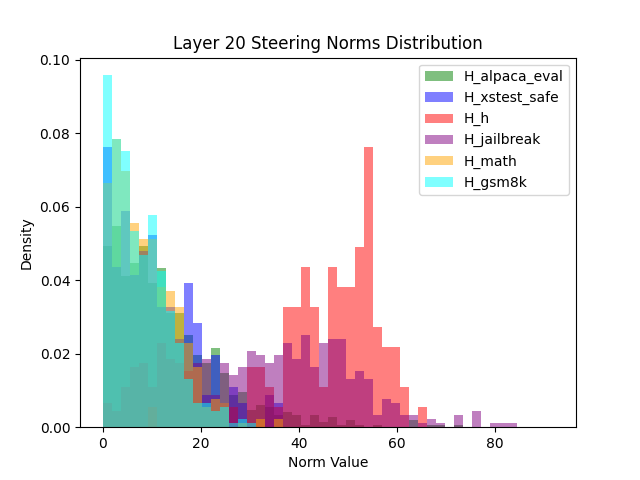 Layer 20 Steering Norms Distribution
0.10
0.08
0.06
0.04
0.02
0.00
Density
H_alpaca_eval
H_xstest_safe
H_h
H_jailbreak
H_math
H_gsm8k
0 20 40 60 80
Norm Value